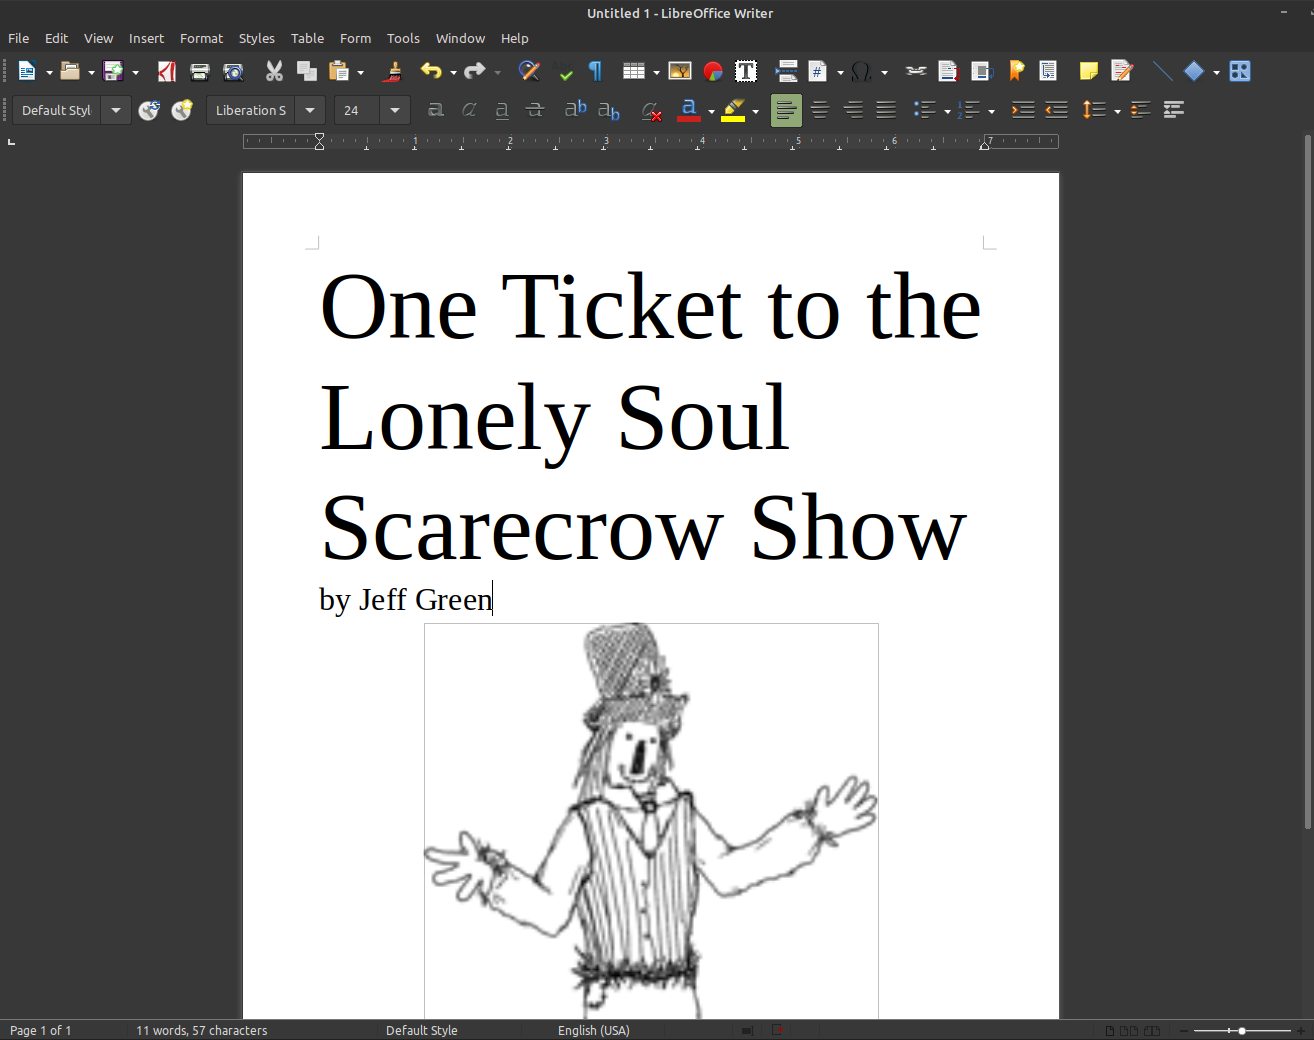 Untitled 1 - LibreOffice Writer
File Edit View Insert Format Styles Table Form Tools Window Help
Default Styl Liberation S 24
1 2 3 4 5 6 7
One Ticket to the
Lonely Soul
Scarecrow Show
by Jeff Green
Page 1 of 1 11 words, 57 characters Default Style English (USA)